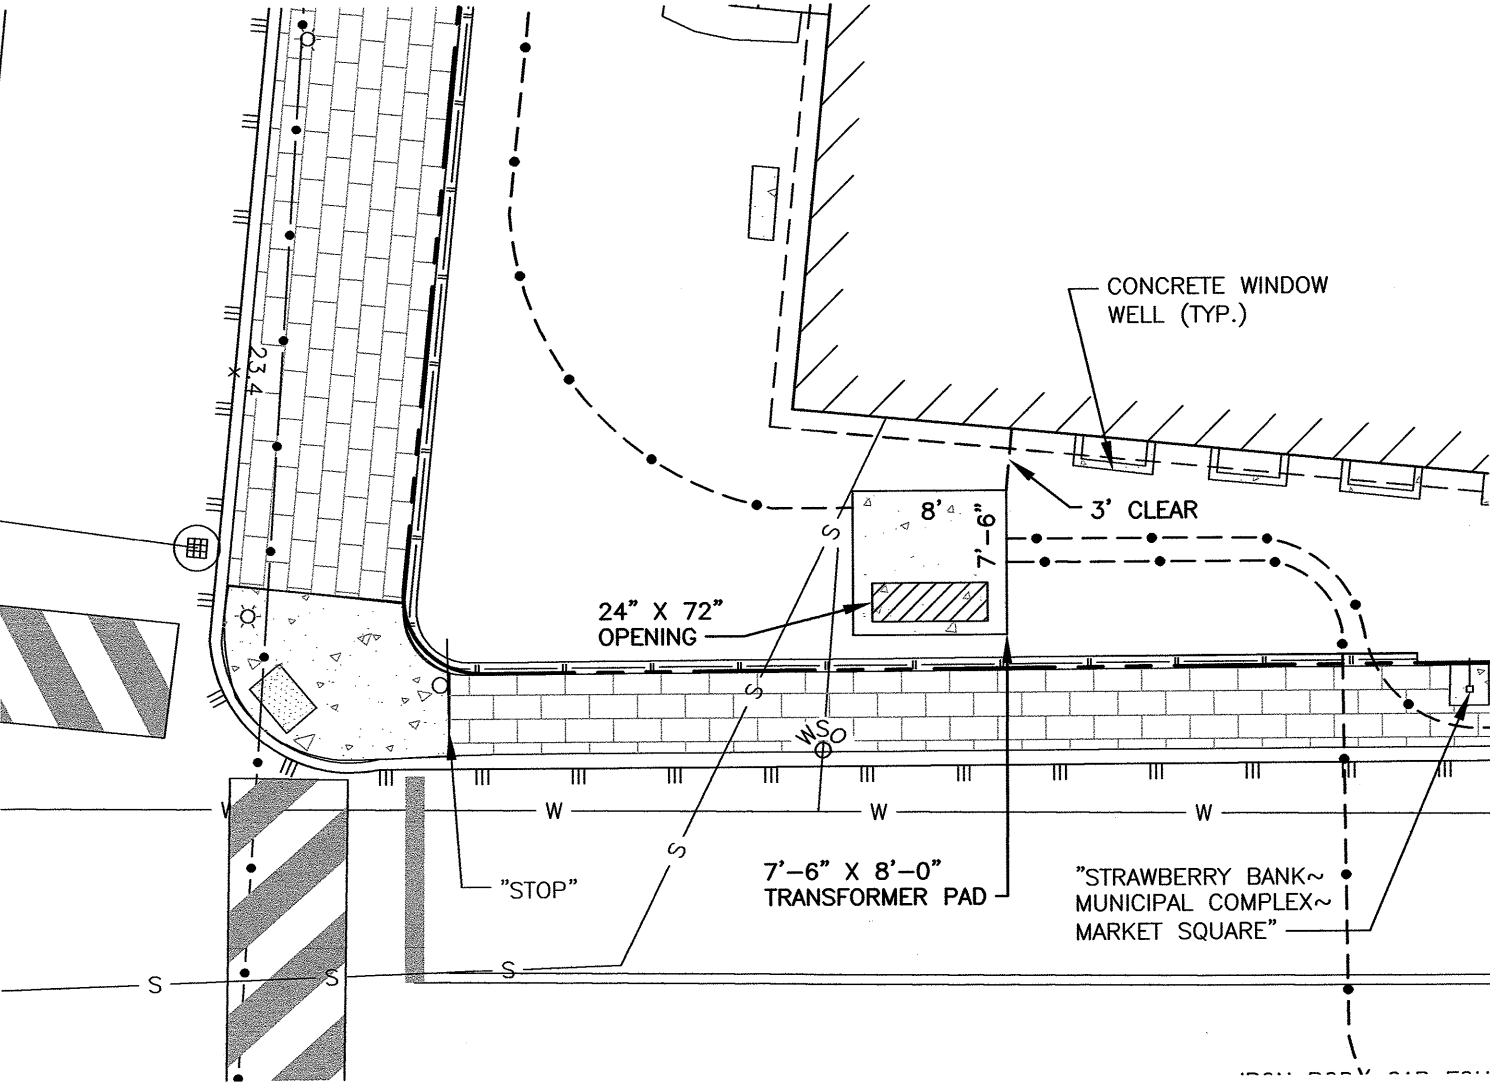 CONCRETE WINDOW
WELL (TYP.)
23.4
8'
7'-6"
3' CLEAR
24" X 72"
OPENING
S
S
WSO
W
W
W
W
S
7'-6" X 8'-0"
TRANSFORMER PAD
"STOP"
"STRAWBERRY BANK~
MUNICIPAL COMPLEX~
MARKET SQUARE"
S
S
S